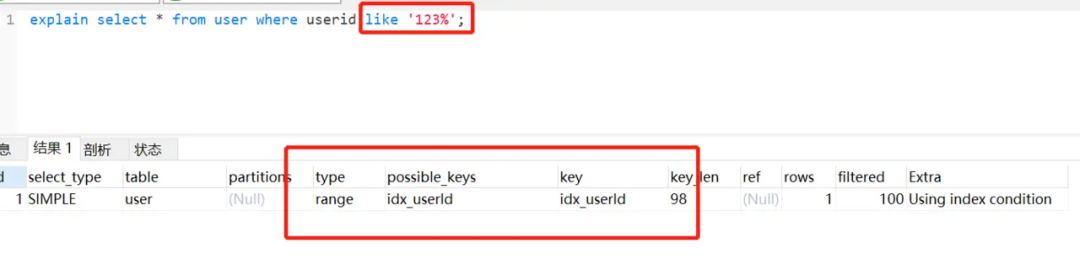 1 explain select * from user where userid like '123%';
息 结果 1 剖析 状态
d select_type table partitions type possible_keys key key_len ref rows filtered Extra
1 SIMPLE user (Null) range idx_userId idx_userId 98 (Null) 1 100 Using index condition